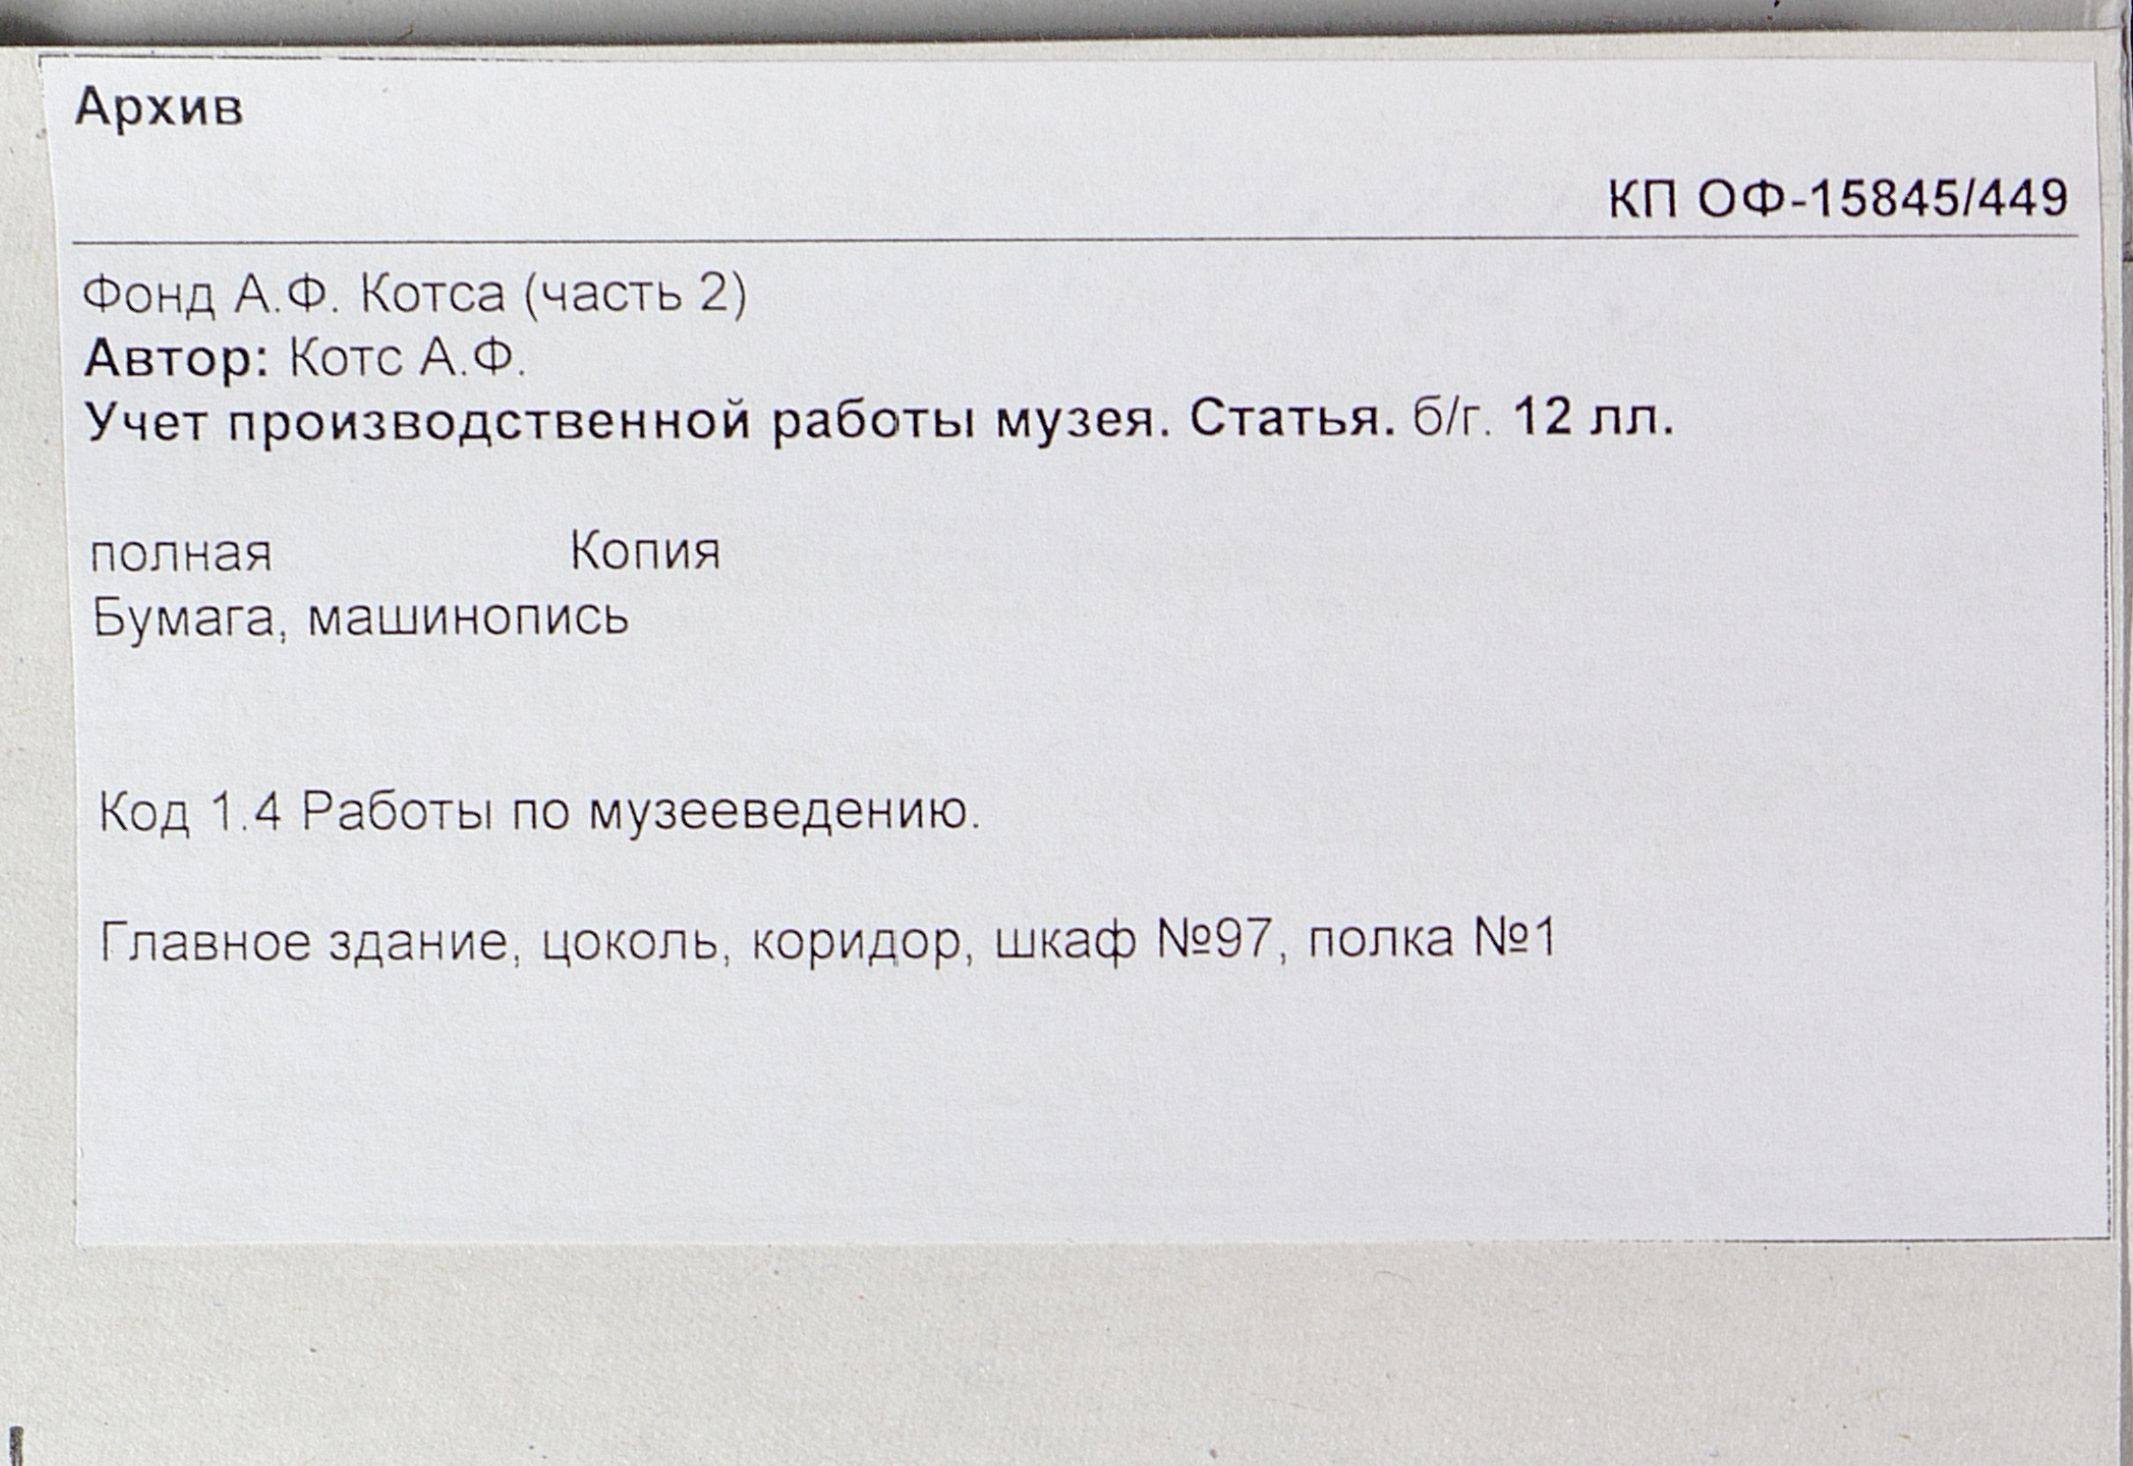 Архив
КП ОФ-15845/449
Фонд А.Ф. Котса (часть 2)
Автор: Котс А.Ф.
Учет производственной работы музея. Статья. б/г. 12 лл.
полная Копия
Бумага, машинопись
Код 1.4 Работы по музееведению.
Главное здание, цоколь, коридор, шкаф №97, полка №1